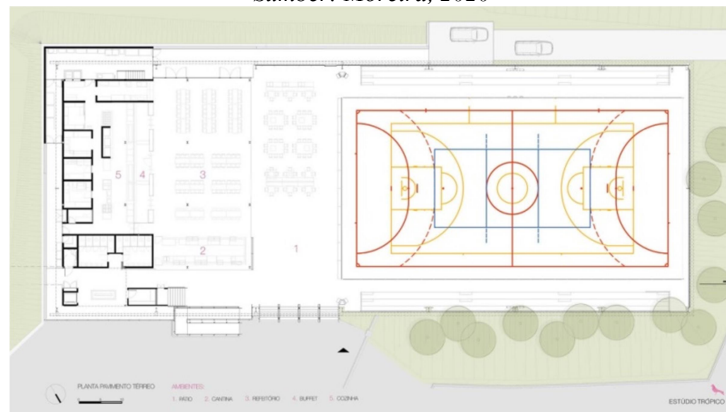 5
4
3
2
1
PLANTA PAVIMENTO TÉRREO
AMBIENTES:
1. PÁTIO 2. CANTINA 3. REFEITÓRIO 4. BUFFET 5. COZINHA
ESTÚDIO TRÓPICO